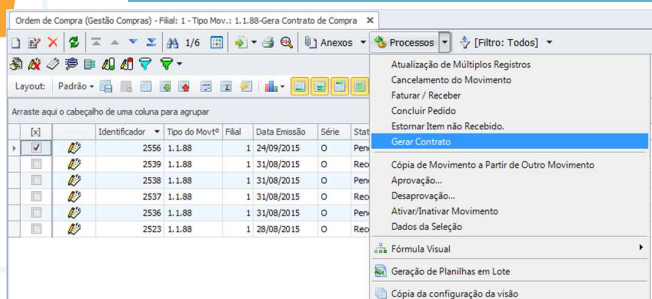 Ordem de Compra (Gestão Compras) - Filial: 1 - Tipo Mov.: 1.1.88-Gera Contrato de Compra
1/6 Anexos Processos [Filtro: Todos]
Layout: Padrão
Arraste aqui o cabeçalho de uma coluna para agrupar
[x] Identificador Tipo do Movtº Filial Data Emissão Série Stat
2556 1.1.88 1 24/09/2015 O Pen
2539 1.1.88 1 31/08/2015 O Rec
2538 1.1.88 1 31/08/2015 O Pen
2537 1.1.88 1 31/08/2015 O Rec
2536 1.1.88 1 31/08/2015 O Pen
2523 1.1.88 1 28/08/2015 O Rec
Atualização de Múltiplos Registros
Cancelamento do Movimento
Faturar / Receber
Concluir Pedido
Estornar Item não Recebido.
Gerar Contrato
Cópia de Movimento a Partir de Outro Movimento
Aprovação...
Desaprovação...
Ativar/Inativar Movimento
Dados da Seleção
Fórmula Visual
Geração de Planilhas em Lote
Cópia da configuração da visão